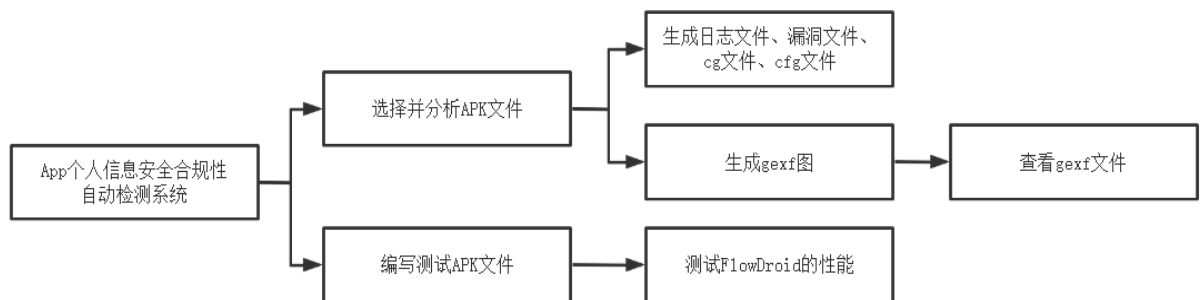 生成日志文件、漏洞文件、
cg文件、cfg文件
选择并分析APK文件
App个人信息安全合规性
自动检测系统
生成gexf图
查看gexf文件
编写测试APK文件
测试FlowDroid的性能